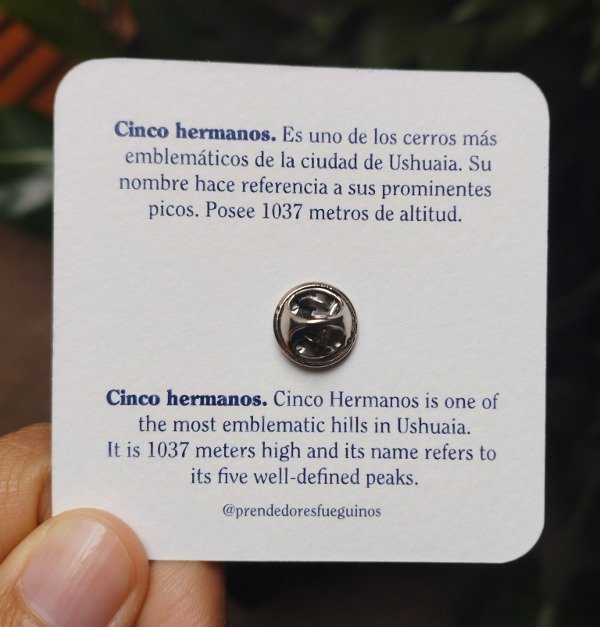 Cinco hermanos. Es uno de los cerros más
emblemáticos de la ciudad de Ushuaia. Su
nombre hace referencia a sus prominentes
picos. Posee 1037 metros de altitud.
Cinco hermanos. Cinco Hermanos is one of
the most emblematic hills in Ushuaia.
It is 1037 meters high and its name refers to
its five well-defined peaks.
@prendedoresfueguinos